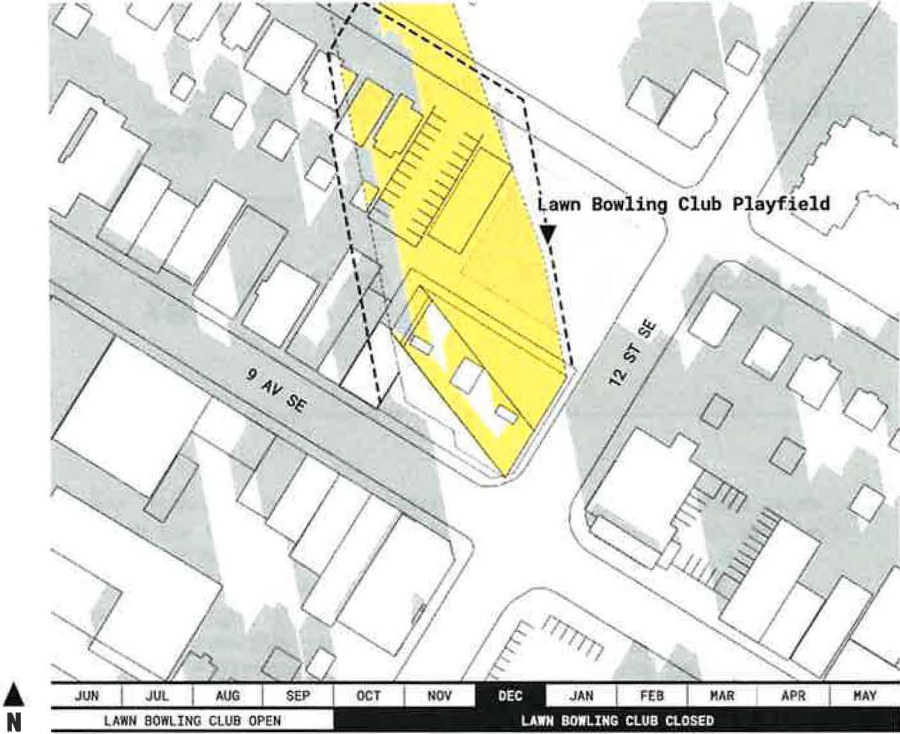 Lawn Bowling Club Playfield
12 ST SE
9 AV SE
JUN JUL AUG SEP OCT NOV DEC JAN FEB MAR APR MAY
LAWN BOWLING CLUB OPEN LAWN BOWLING CLUB CLOSED
N